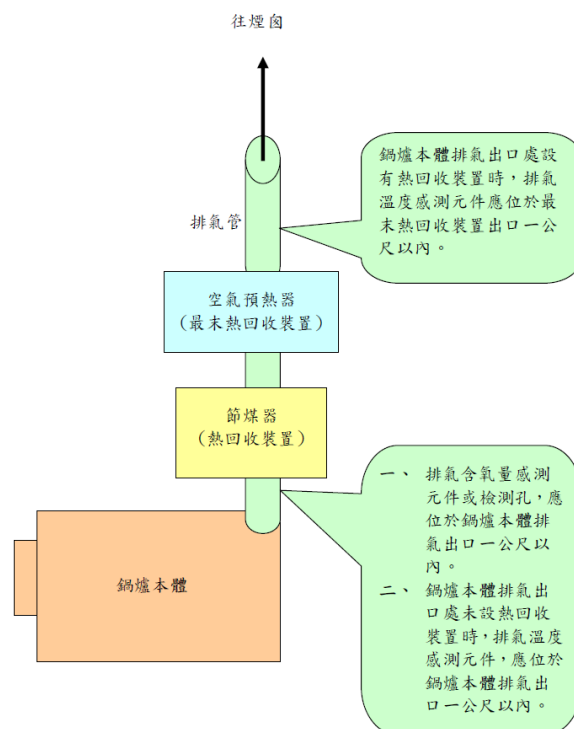 往煙囪
鍋爐本體排氣出口處設
有熱回收裝置時，排氣
溫度感測元件應位於最
末熱回收裝置出口一公
尺以內。
排氣管
空氣預熱器
(最末熱回收裝置)
節煤器
(熱回收裝置)
一、 排氣含氧量感測
元件或檢測孔，應
位於鍋爐本體排
氣出口一公尺以
內。
二、 鍋爐本體排氣出
口處未設熱回收
裝置時，排氣溫度
感測元件，應位於
鍋爐本體排氣出
口一公尺以內。
鍋爐本體